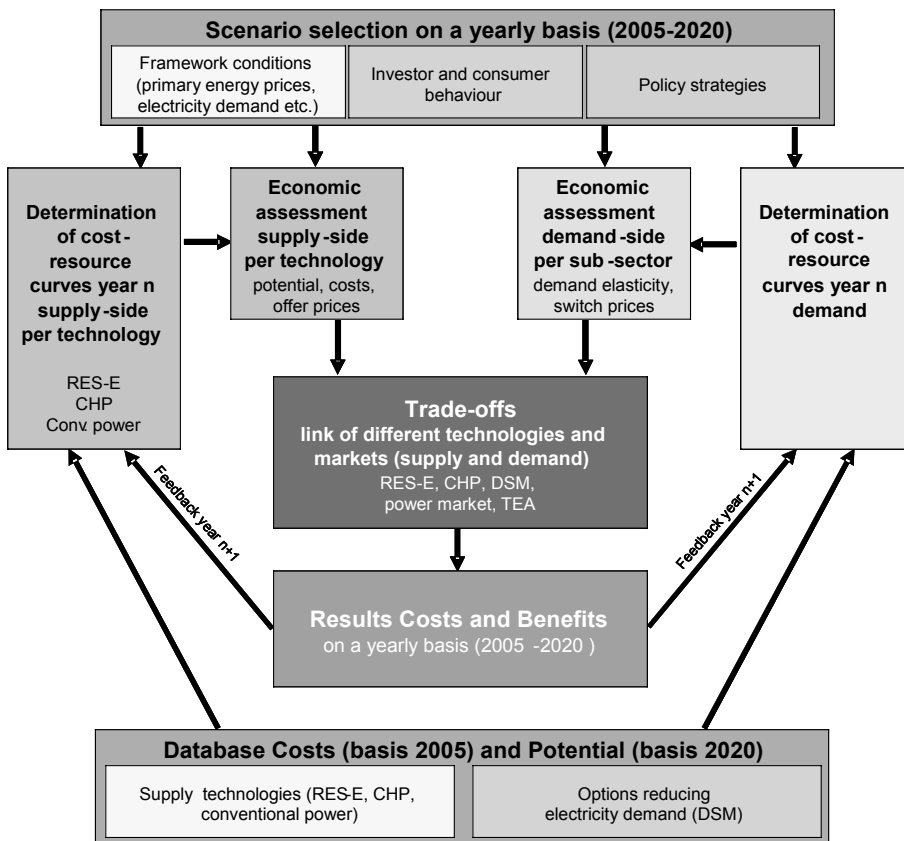 Scenario selection on a yearly basis (2005-2020)
Framework conditions
(primary energy prices,
electricity demand etc.)
Investor and consumer
behaviour
Policy strategies
Determination
of cost-
resource
curves year n
supply-side
per technology
RES-E
CHP
Conv. power
Economic
assessment
supply-side
per technology
potential, costs,
offer prices
Economic
assessment
demand-side
per sub-sector
demand elasticity,
switch prices
Determination
of cost-
resource
curves year n
demand
Trade-offs
link of different technologies and
markets (supply and demand)
RES-E, CHP, DSM,
power market, TEA
Feedback year n+1
Feedback year n+1
Results Costs and Benefits
on a yearly basis (2005 -2020 )
Database Costs (basis 2005) and Potential (basis 2020)
Supply technologies (RES-E, CHP,
conventional power)
Options reducing
electricity demand (DSM)